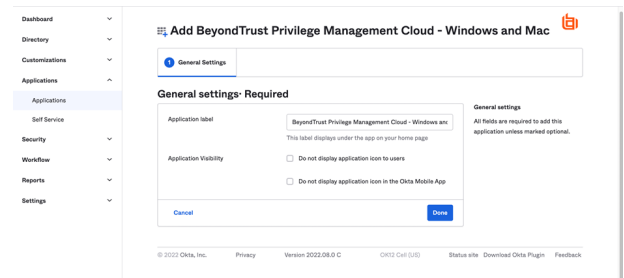 Dashboard
Directory
Customizations
Applications
Applications
Self Service
Security
Workflow
Reports
Settings
Add BeyondTrust Privilege Management Cloud - Windows and Mac
1 General Settings
General settings· Required
Application label
BeyondTrust Privilege Management Cloud - Windows and
This label displays under the app on your home page
Application Visibility
Do not display application icon to users
Do not display application icon in the Okta Mobile App
Cancel
Done
General settings
All fields are required to add this
application unless marked optional.
© 2022 Okta, Inc. Privacy Version 2022.08.0 C OK12 Cell (US) Status site Download Okta Plugin Feedback